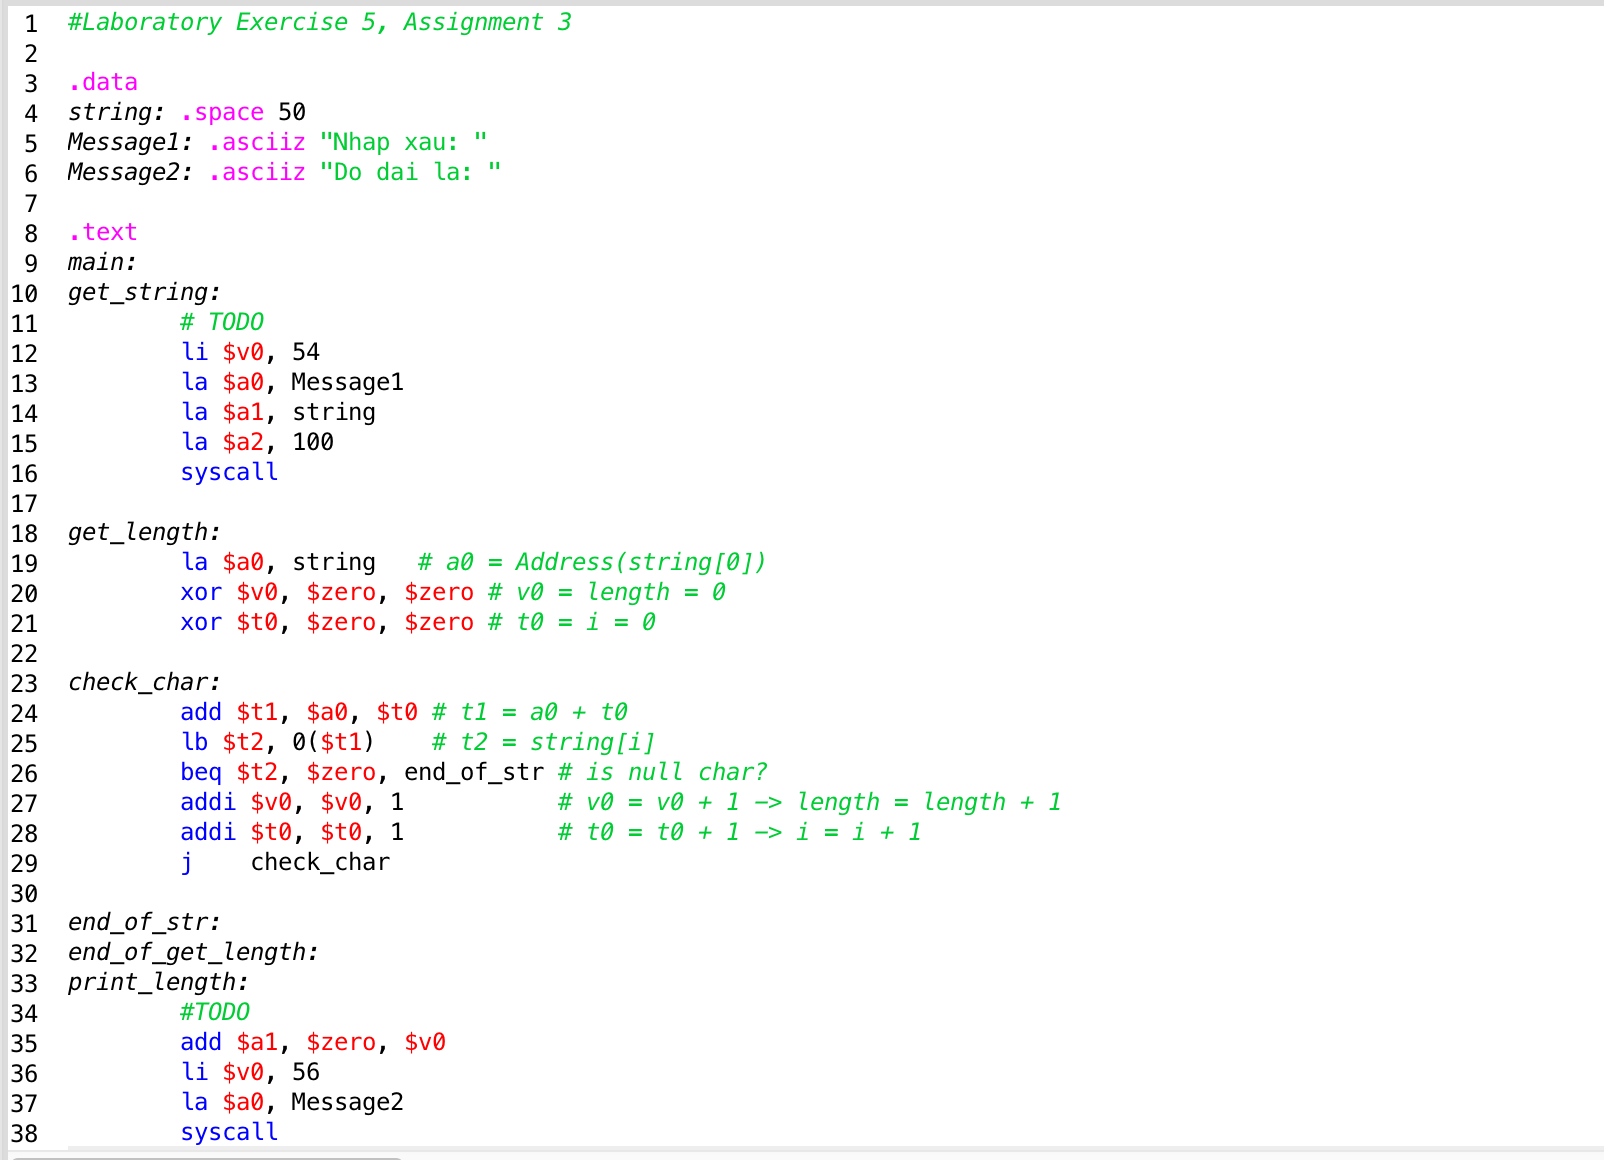 1 #Laboratory Exercise 5, Assignment 3
2
3 .data
4 string: .space 50
5 Message1: .asciiz "Nhap xau: "
6 Message2: .asciiz "Do dai la: "
7
8 .text
9 main:
10 get_string:
11 # TODO
12 li $v0, 54
13 la $a0, Message1
14 la $a1, string
15 la $a2, 100
16 syscall
17
18 get_length:
19 la $a0, string # a0 = Address(string[0])
20 xor $v0, $zero, $zero # v0 = length = 0
21 xor $t0, $zero, $zero # t0 = i = 0
22
23 check_char:
24 add $t1, $a0, $t0 # t1 = a0 + t0
25 lb $t2, 0($t1) # t2 = string[i]
26 beq $t2, $zero, end_of_str # is null char?
27 addi $v0, $v0, 1 # v0 = v0 + 1 -> length = length + 1
28 addi $t0, $t0, 1 # t0 = t0 + 1 -> i = i + 1
29 j check_char
30
31 end_of_str:
32 end_of_get_length:
33 print_length:
34 #TODO
35 add $a1, $zero, $v0
36 li $v0, 56
37 la $a0, Message2
38 syscall